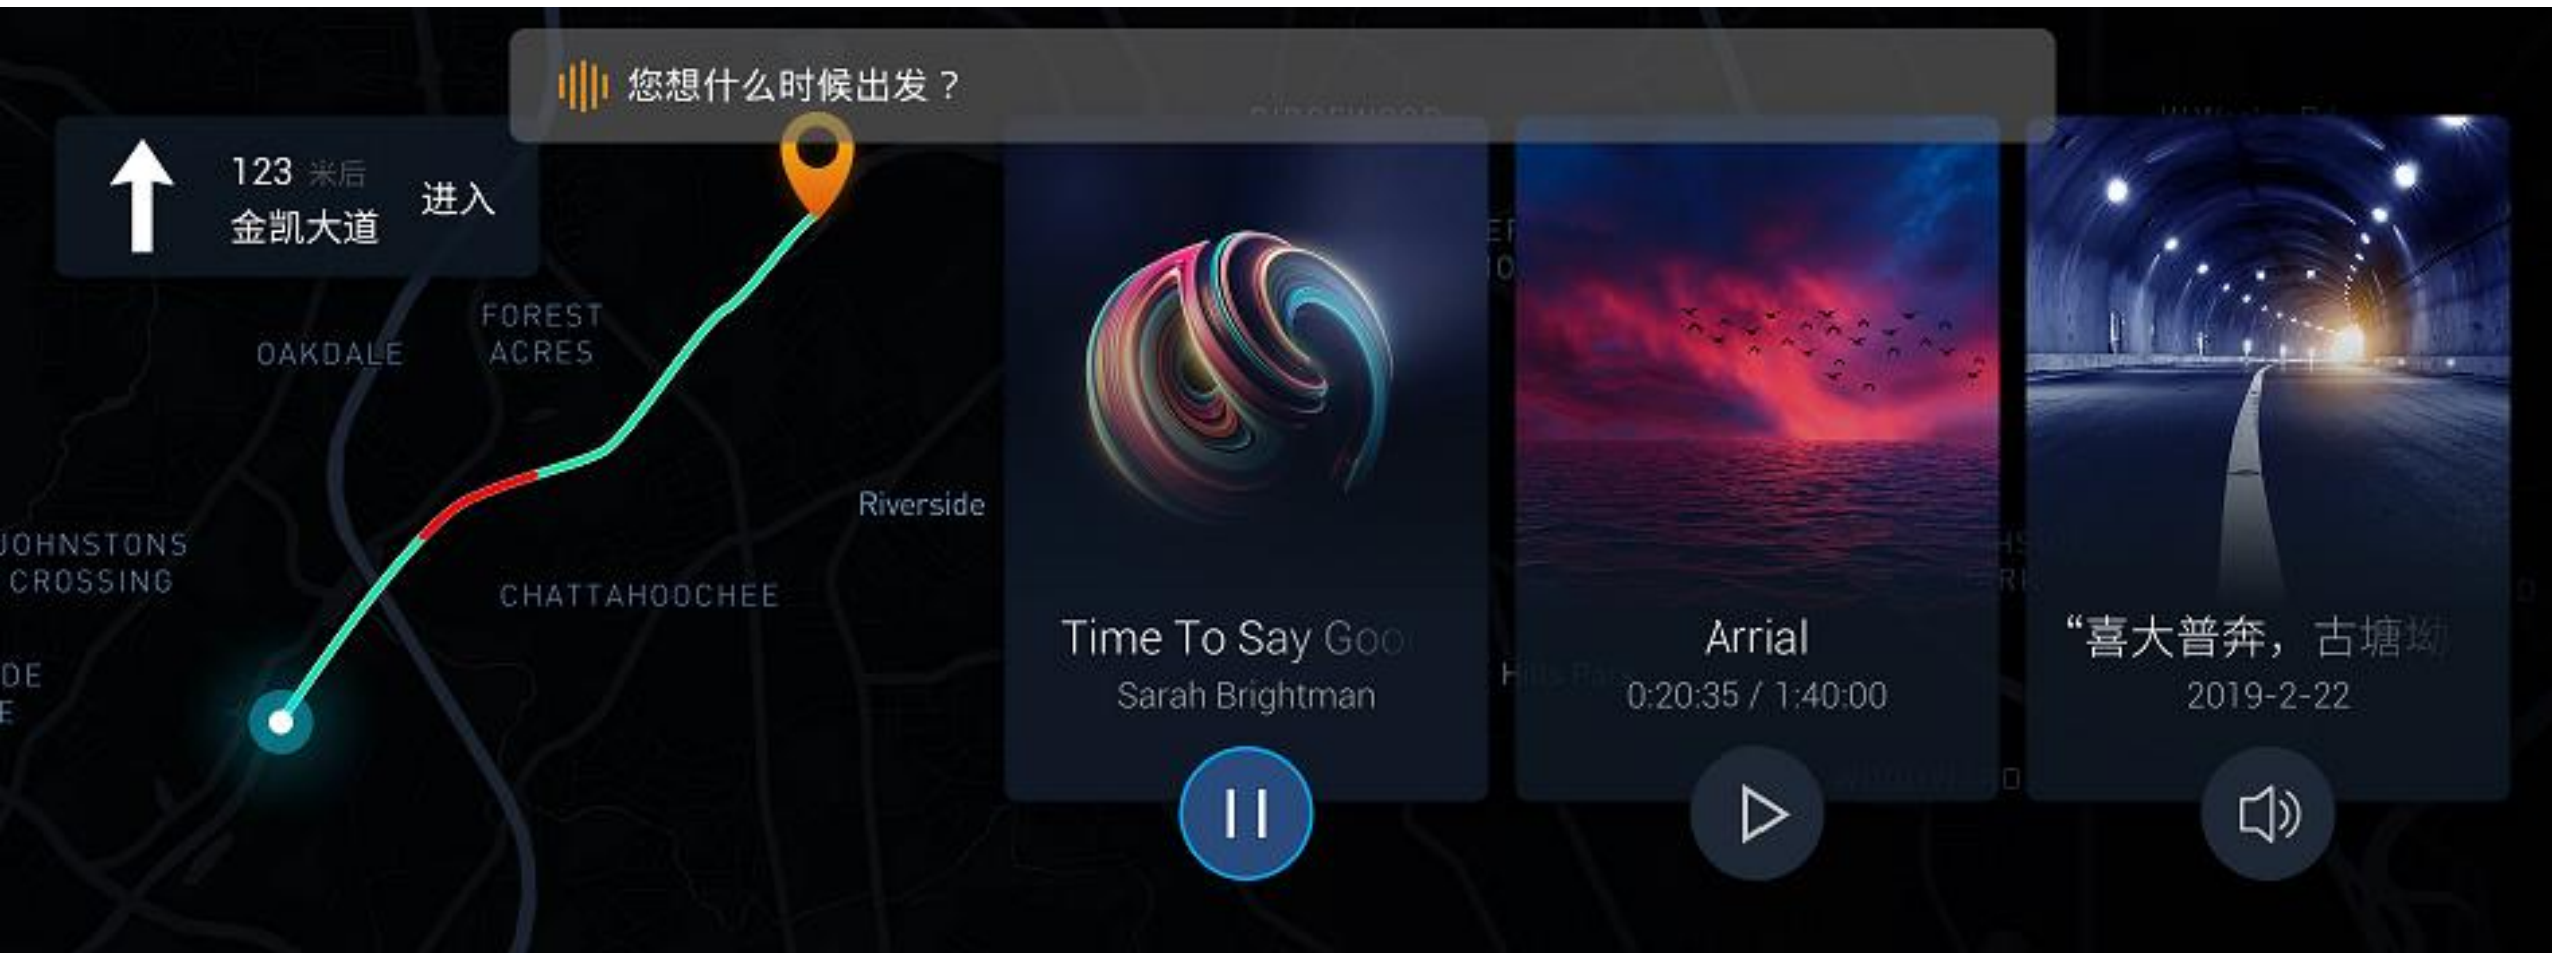 您想什么时候出发？
123 米后
金凯大道
进入
FOREST
ACRES
OAKDALE
Riverside
JOHNSTONS
CROSSING
CHATTAHOOCHEE
DE
E
Time To Say Goo
Sarah Brightman
Arrial
0:20:35 / 1:40:00
“喜大普奔，古塘坳
2019-2-22